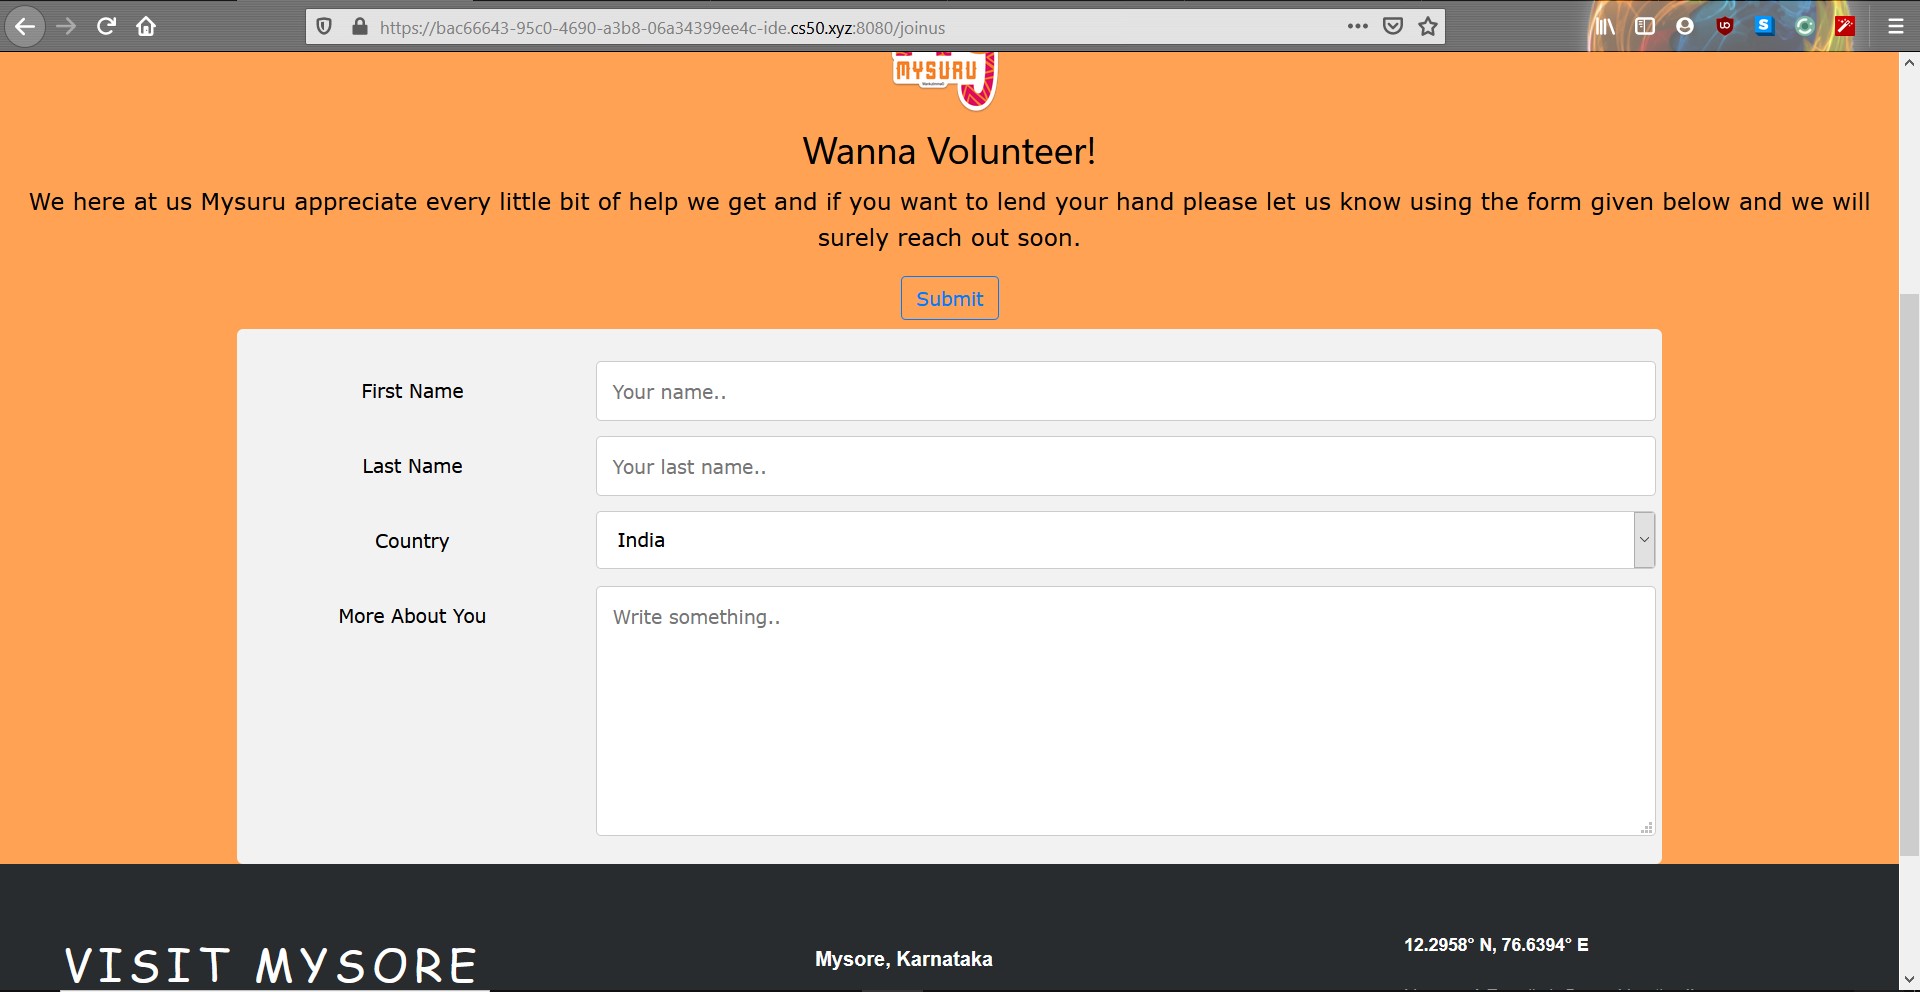 https://bac66643-95c0-4690-a3b8-06a34399ee4c-ide.cs50.xyz:8080/joinus
MYSURU
Wanna Volunteer!
We here at us Mysuru appreciate every little bit of help we get and if you want to lend your hand please let us know using the form given below and we will
surely reach out soon.
Submit
First Name
Your name..
Last Name
Your last name..
Country
India
More About You
Write something..
VISIT MYSORE
Mysore, Karnataka
12.2958° N, 76.6394° E